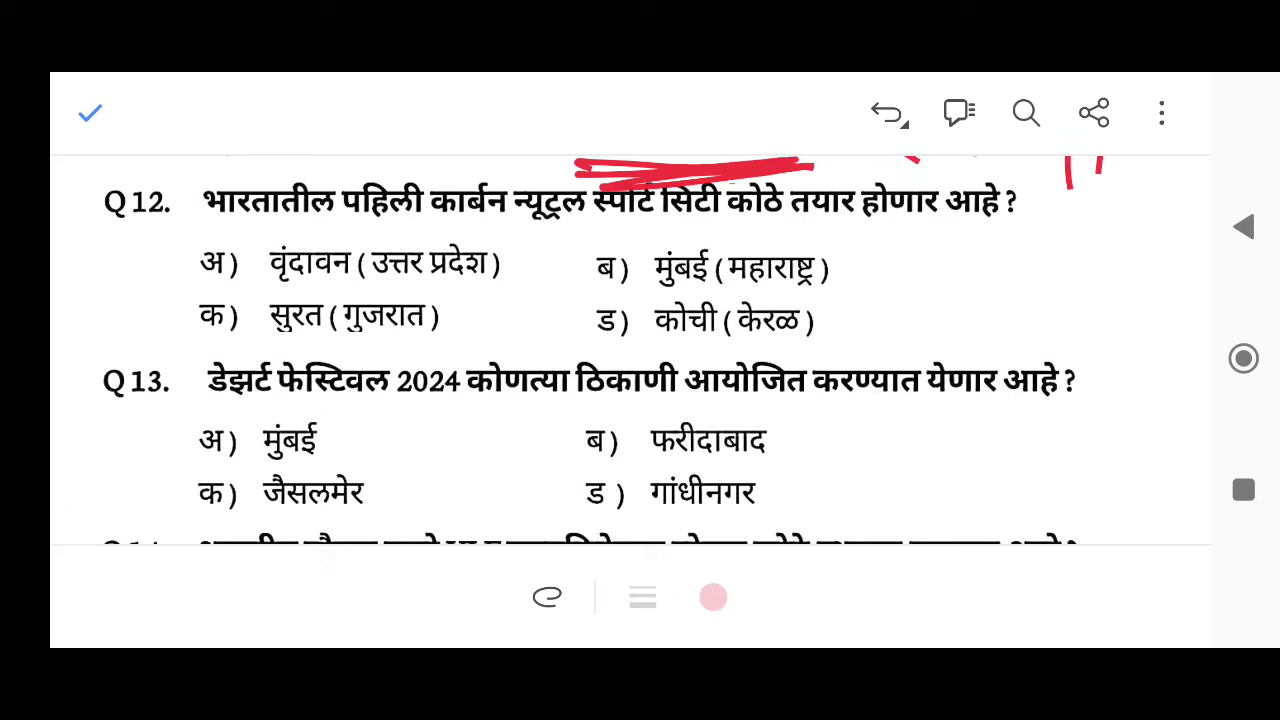 Q 12. भारतातील पहिली कार्बन न्यूट्रल स्पोर्ट सिटी कोठे तयार होणार आहे ?
अ ) वृंदावन ( उत्तर प्रदेश ) ब ) मुंबई ( महाराष्ट्र )
क ) सुरत ( गुजरात ) ड ) कोची ( केरळ )
Q 13. डेझर्ट फेस्टिवल 2024 कोणत्या ठिकाणी आयोजित करण्यात येणार आहे ?
अ ) मुंबई ब ) फरीदाबाद
क ) जैसलमेर ड ) गांधीनगर